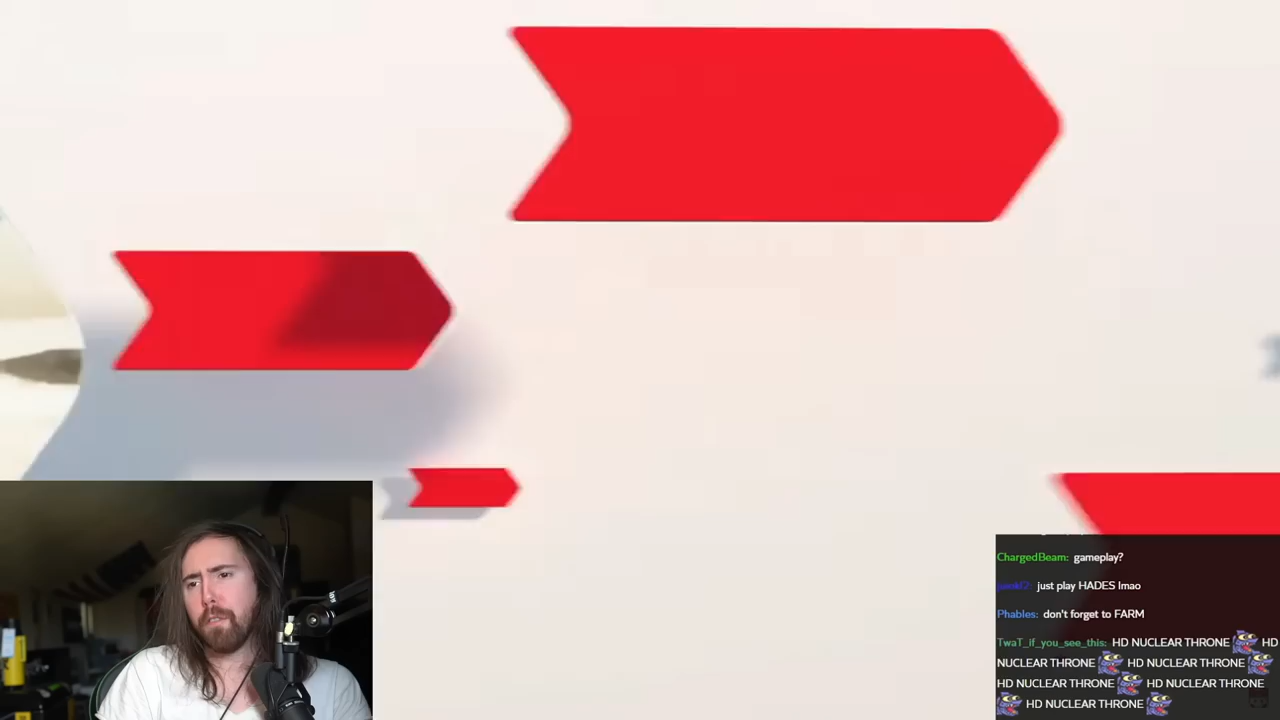 ChargedBeam: gameplay?
just play HADES lmao
Phables: don't forget to FARM
TwaT_if_you_see_this: HD NUCLEAR THRONE HD
NUCLEAR THRONE HD NUCLEAR THRONE
HD NUCLEAR THRONE HD NUCLEAR THRONE
HD NUCLEAR THRONE